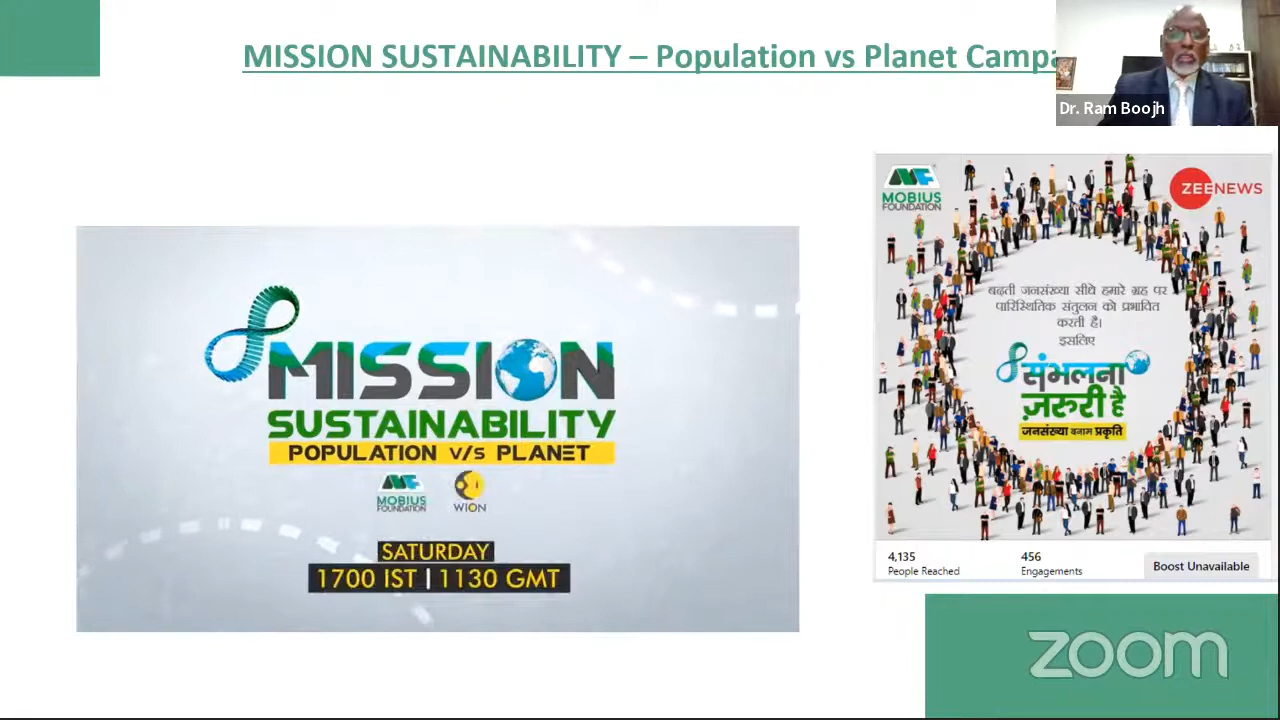 MISSION SUSTAINABILITY – Population vs Planet Campa
Dr. Ram Boojh
MISSION
SUSTAINABILITY
POPULATION V/S PLANET
MOBIUS
FOUNDATION
WION
SATURDAY
1700 IST | 1130 GMT
MOBIUS
FOUNDATION
ZEENEWS
बढ़ती जनसंख्या सीधे हमारे ग्रह पर
पारिस्थितिक संतुलन को प्रभावित
करती है।
इसलिए
संभलना
ज़रुरी है
जनसंख्या बनाम प्रकृति
4,135
People Reached
456
Engagements
Boost Unavailable
zoom